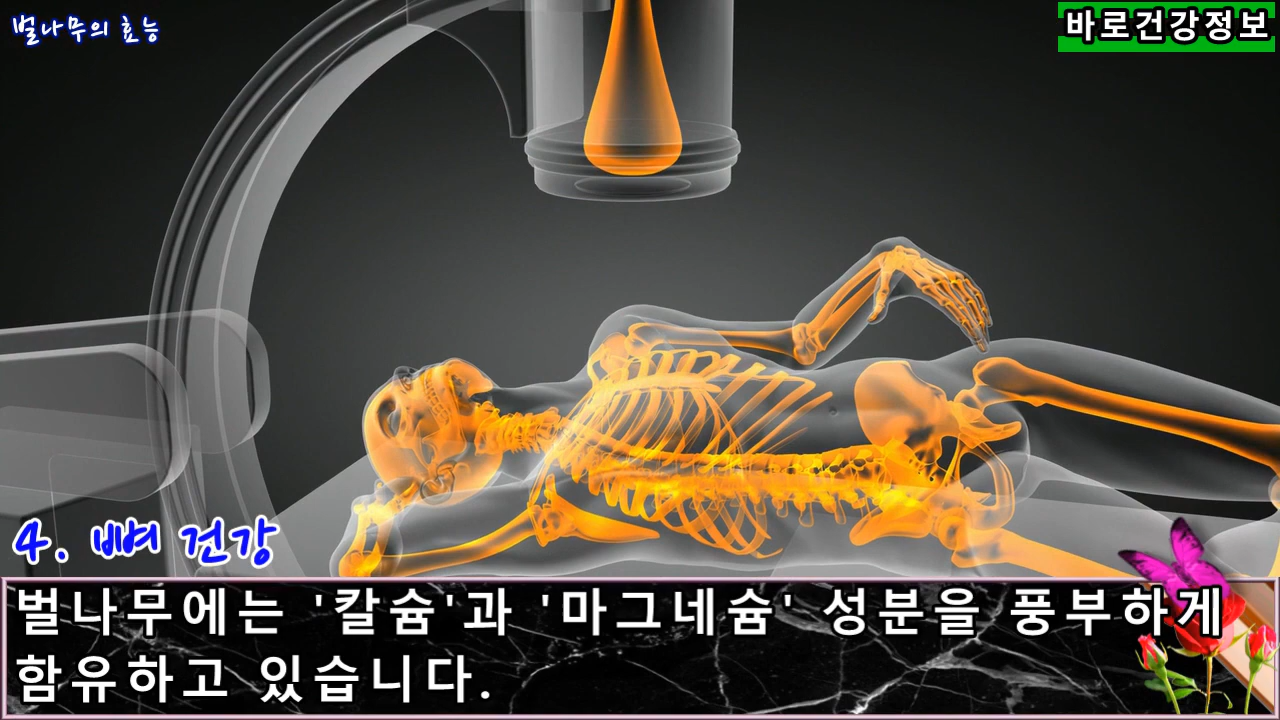 벌나무의 효능
바로건강정보
4. 뼈 건강
벌나무에는 '칼슘'과 '마그네슘' 성분을 풍부하게
함유하고 있습니다.